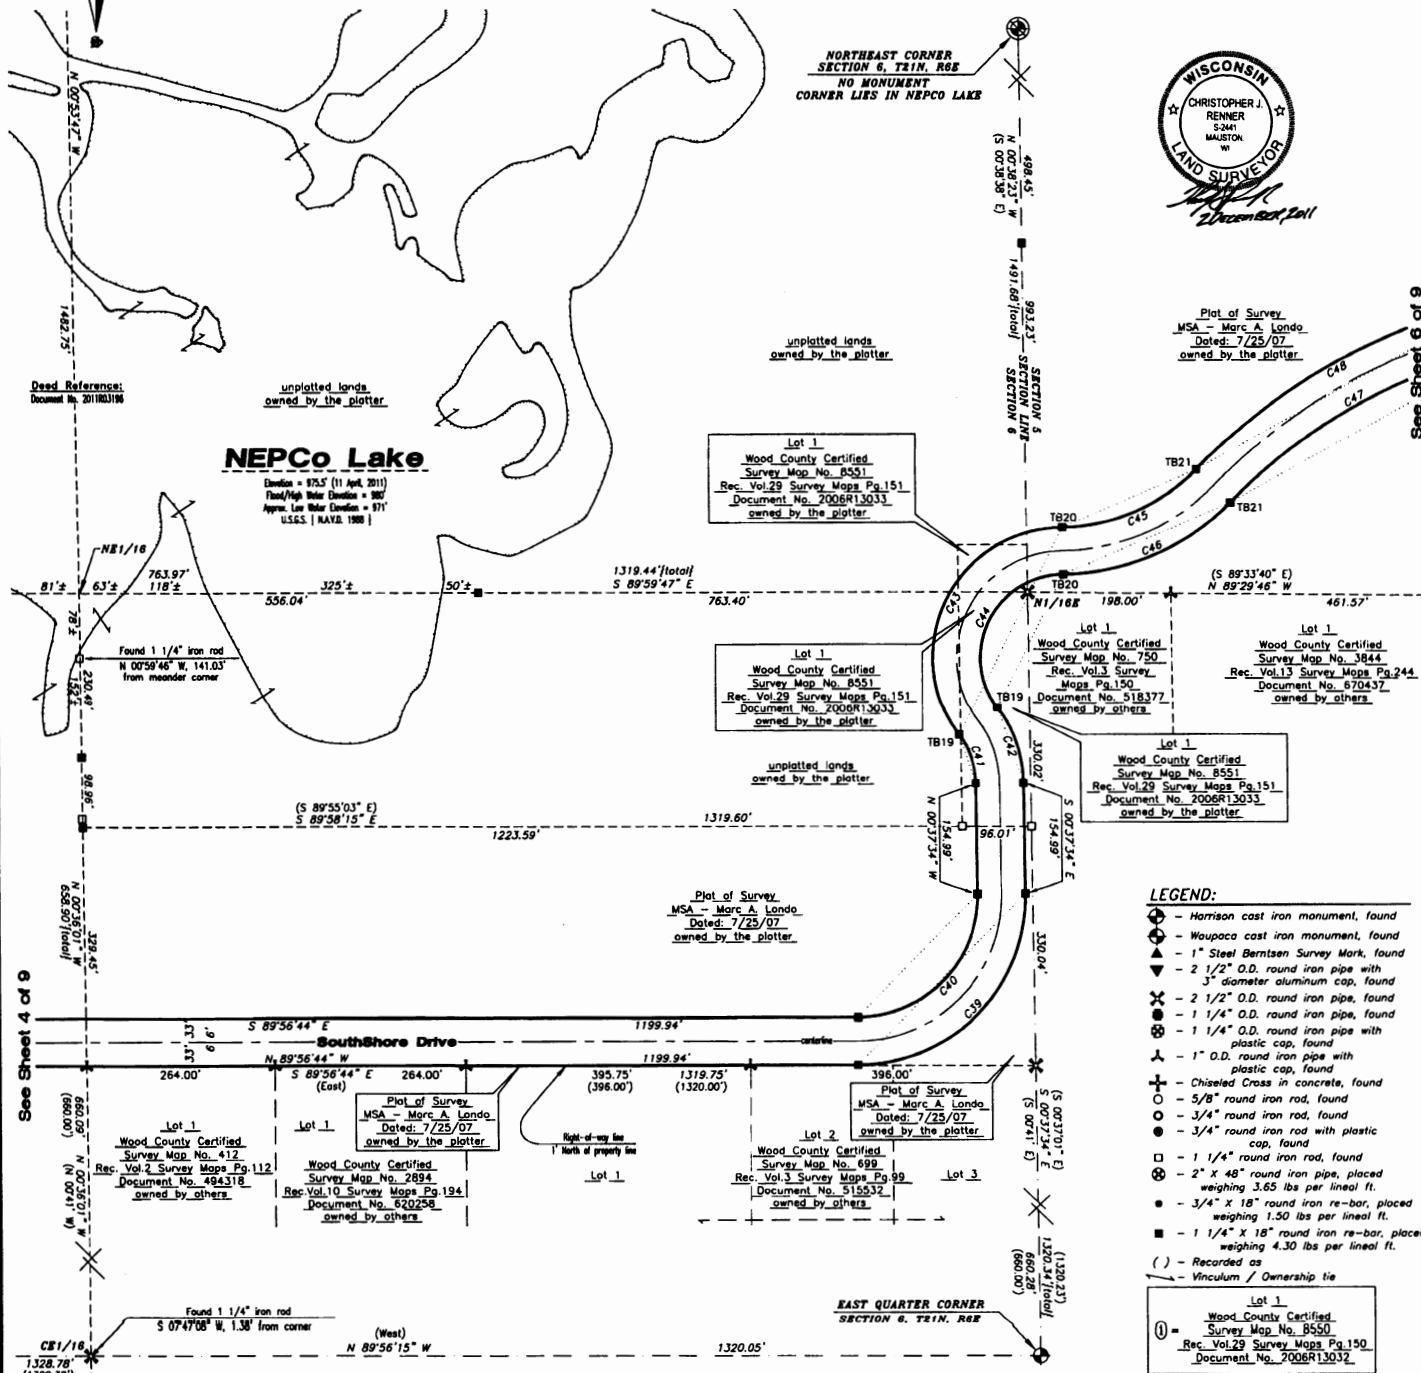 NORTHEAST CORNER
SECTION 6, T21N, R6E
NO MONUMENT
CORNER LIES IN NEPCO LAKE
WISCONSIN
CHRISTOPHER J.
RENNER
S-2441
MAUSTON
WI
LAND SURVEYOR
2 DECEMBER, 2011
N 00°53'47" W
1482.75'
498.45'
N 00°38'23" W
(S 00°38'38" E)
993.23'
1491.68'[total]
SECTION 5
SECTION LINE
SECTION 6
Deed Reference:
Document No. 2011R03196
unplatted lands
owned by the platter
NEPCo Lake
Elevation = 975.5' (11 April, 2011)
Flood/High Water Elevation = 980'
Approx. Low Water Elevation = 971'
U.S.G.S. [ N.A.V.D. 1988 ]
unplatted lands
owned by the platter
Plat of Survey
MSA - Marc A. Londo
Dated: 7/25/07
owned by the platter
See Sheet 6 of 9
C48
C47
TB21
TB21
Lot 1
Wood County Certified
Survey Map No. 8551
Rec. Vol.29 Survey Maps Pg.151
Document No. 2006R13033
owned by the platter
TB20
C45
C46
TB20
NE1/16
81'±
63'±
763.97'
118'±
556.04'
325'±
50'±
1319.44'[total]
S 89°59'47" E
763.40'
C43
C44
N1/16E
198.00'
(S 89°33'40" E)
N 89°29'46" W
461.57'
78'±
Found 1 1/4" iron rod
N 00°59'46" W, 141.03'
from meander corner
230.49'
98.96'
Lot 1
Wood County Certified
Survey Map No. 8551
Rec. Vol.29 Survey Maps Pg.151
Document No. 2006R13033
owned by the platter
Lot 1
Wood County Certified
Survey Map No. 750
Rec. Vol.3 Survey
Maps Pg.150
Document No. 518377
owned by others
Lot 1
Wood County Certified
Survey Map No. 3844
Rec. Vol.13 Survey Maps Pg.244
Document No. 670437
owned by others
TB19
TB19
C41
C42
330.02'
unplatted lands
owned by the platter
Lot 1
Wood County Certified
Survey Map No. 8551
Rec. Vol.29 Survey Maps Pg.151
Document No. 2006R13033
owned by the platter
(S 89°55'03" E)
S 89°58'15" E
1223.59'
1319.60'
96.01'
N 00°37'34" W
154.99'
S 00°37'34" E
154.99'
329.45'
N 00°36'01" W
658.90'[total]
Plat of Survey
MSA - Marc A. Londo
Dated: 7/25/07
owned by the platter
330.04'
C40
C39
See Sheet 4 of 9
33' 33'
9' 9'
S 89°56'44" E
1199.94'
SouthShore Drive
centerline
N 89°56'44" W
1199.94'
264.00'
S 89°56'44" E
(East)
264.00'
395.75'
(396.00')
1319.75'
(1320.00')
396.00'
Plat of Survey
MSA - Marc A. Londo
Dated: 7/25/07
owned by the platter
Right-of-way line
1' North of property line
Plat of Survey
MSA - Marc A. Londo
Dated: 7/25/07
owned by the platter
660.09'
(660.00')
N 00°36'01" W
(N 00°41' W)
Lot 1
Wood County Certified
Survey Map No. 412
Rec. Vol.2 Survey Maps Pg.112
Document No. 494318
owned by others
Lot 1
Wood County Certified
Survey Map No. 2894
Rec.Vol.10 Survey Maps Pg.194
Document No. 620258
owned by others
Lot 1
Lot 2
Wood County Certified
Survey Map No. 699
Rec. Vol.3 Survey Maps Pg.99
Document No. 515532
owned by others
Lot 3
(S 00°37'01" E)
S 00°37'34" E
(S 00°41' E)
(1320.23')
1320.34'[total]
660.28'
(660.00')
Found 1 1/4" iron rod
S 07°47'08" W, 1.38' from corner
EAST QUARTER CORNER
SECTION 6, T21N, R6E
CE1/16
1328.78'
(West)
N 89°56'15" W
1320.05'
LEGEND:
- Harrison cast iron monument, found
- Waupaca cast iron monument, found
- 1" Steel Berntsen Survey Mark, found
- 2 1/2" O.D. round iron pipe with
3" diameter aluminum cap, found
- 2 1/2" O.D. round iron pipe, found
- 1 1/4" O.D. round iron pipe, found
- 1 1/4" O.D. round iron pipe with
plastic cap, found
- 1" O.D. round iron pipe with
plastic cap, found
- Chiseled Cross in concrete, found
- 5/8" round iron rod, found
- 3/4" round iron rod, found
- 3/4" round iron rod with plastic
cap, found
- 1 1/4" round iron rod, found
- 2" X 48" round iron pipe, placed
weighing 3.65 lbs per lineal ft.
- 3/4" X 18" round iron re-bar, placed
weighing 1.50 lbs per lineal ft.
- 1 1/4" X 18" round iron re-bar, placed
weighing 4.30 lbs per lineal ft.
( ) - Recorded as
- Vinculum / Ownership tie
1 =
Lot 1
Wood County Certified
Survey Map No. 8550
Rec. Vol.29 Survey Maps Pg.150
Document No. 2006R13032